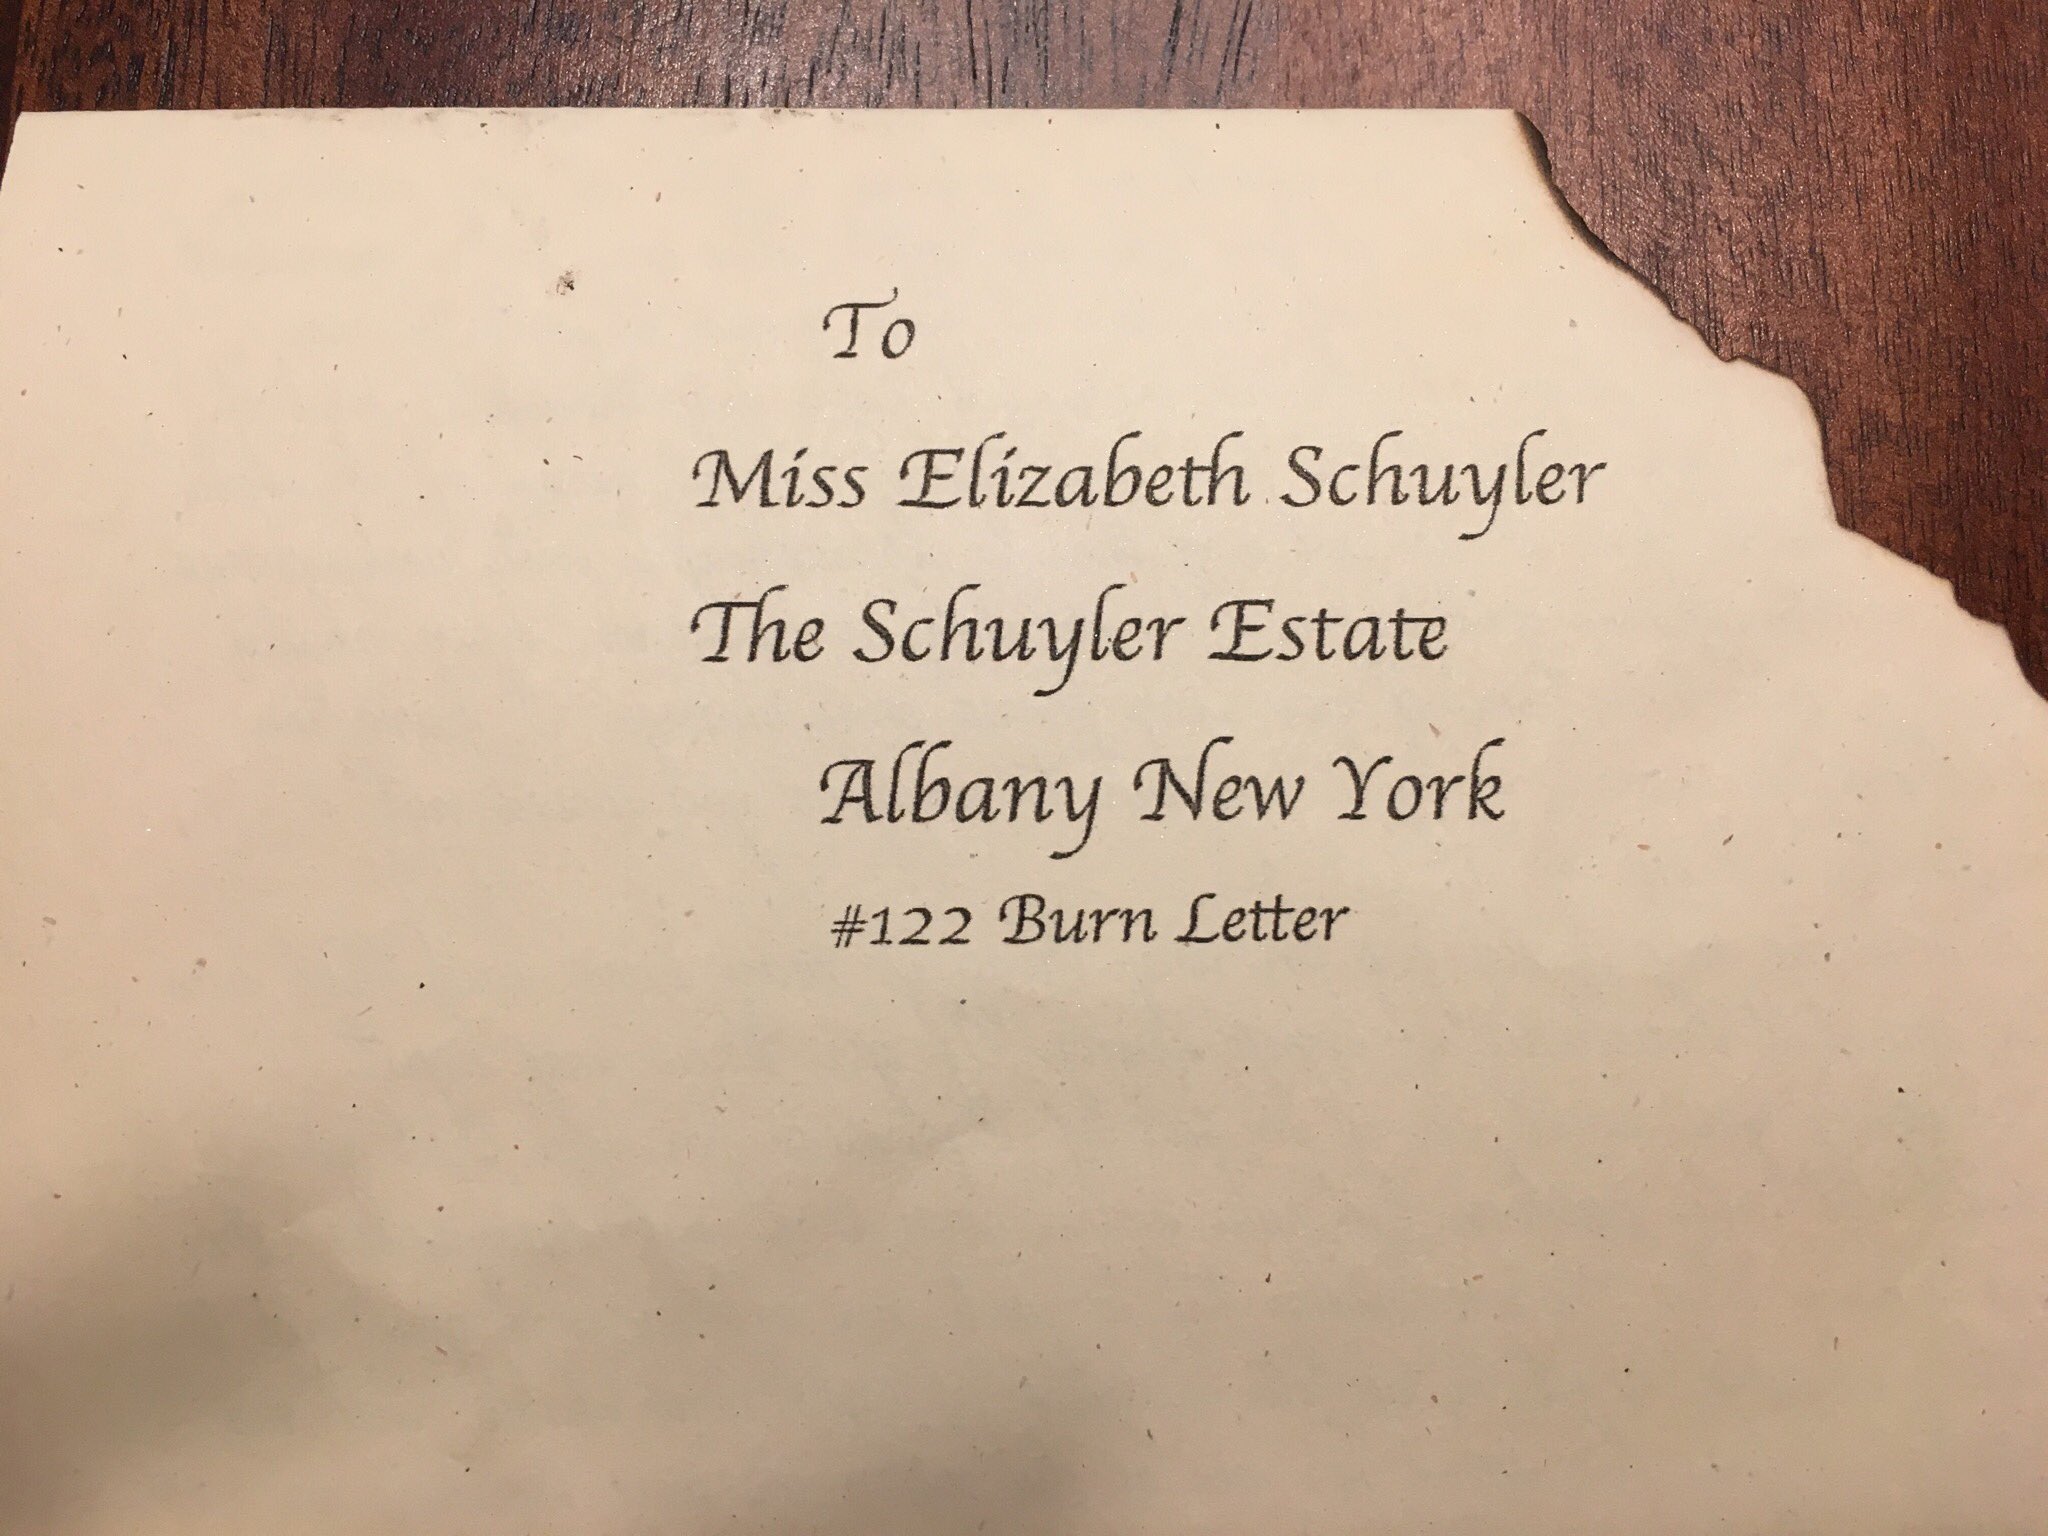 To
Miss Elizabeth Schuyler
The Schuyler Estate
Albany New York
#122 Burn Letter